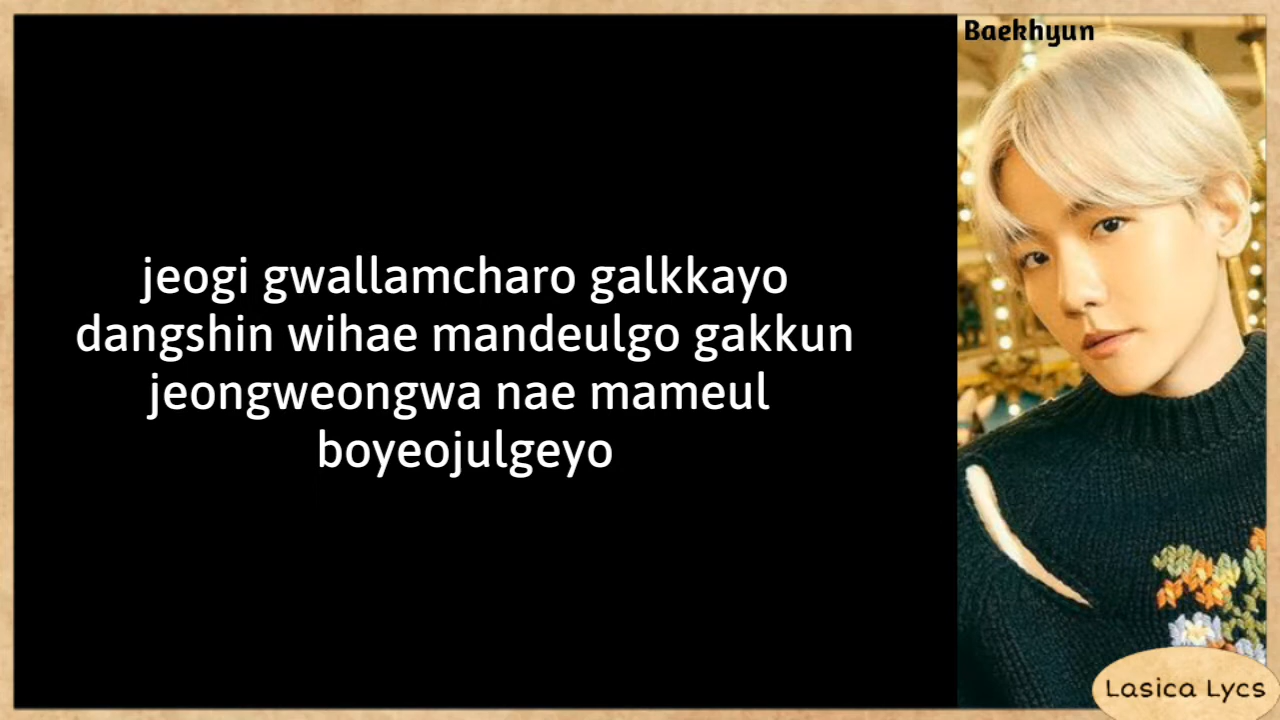 Baekhyun
jeogi gwallamcharo galkkayo
dangshin wihae mandeulgo gakkun
jeongweongwa nae mameul
boyeojulgeyo
Lasica Lycs